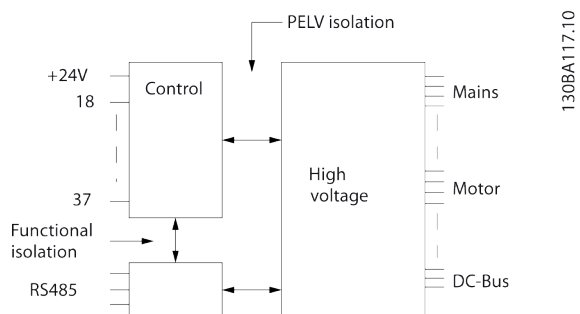 PELV isolation
+24V
18
37
Control
High
voltage
Mains
Motor
DC-Bus
Functional
isolation
RS485
130BA117.10